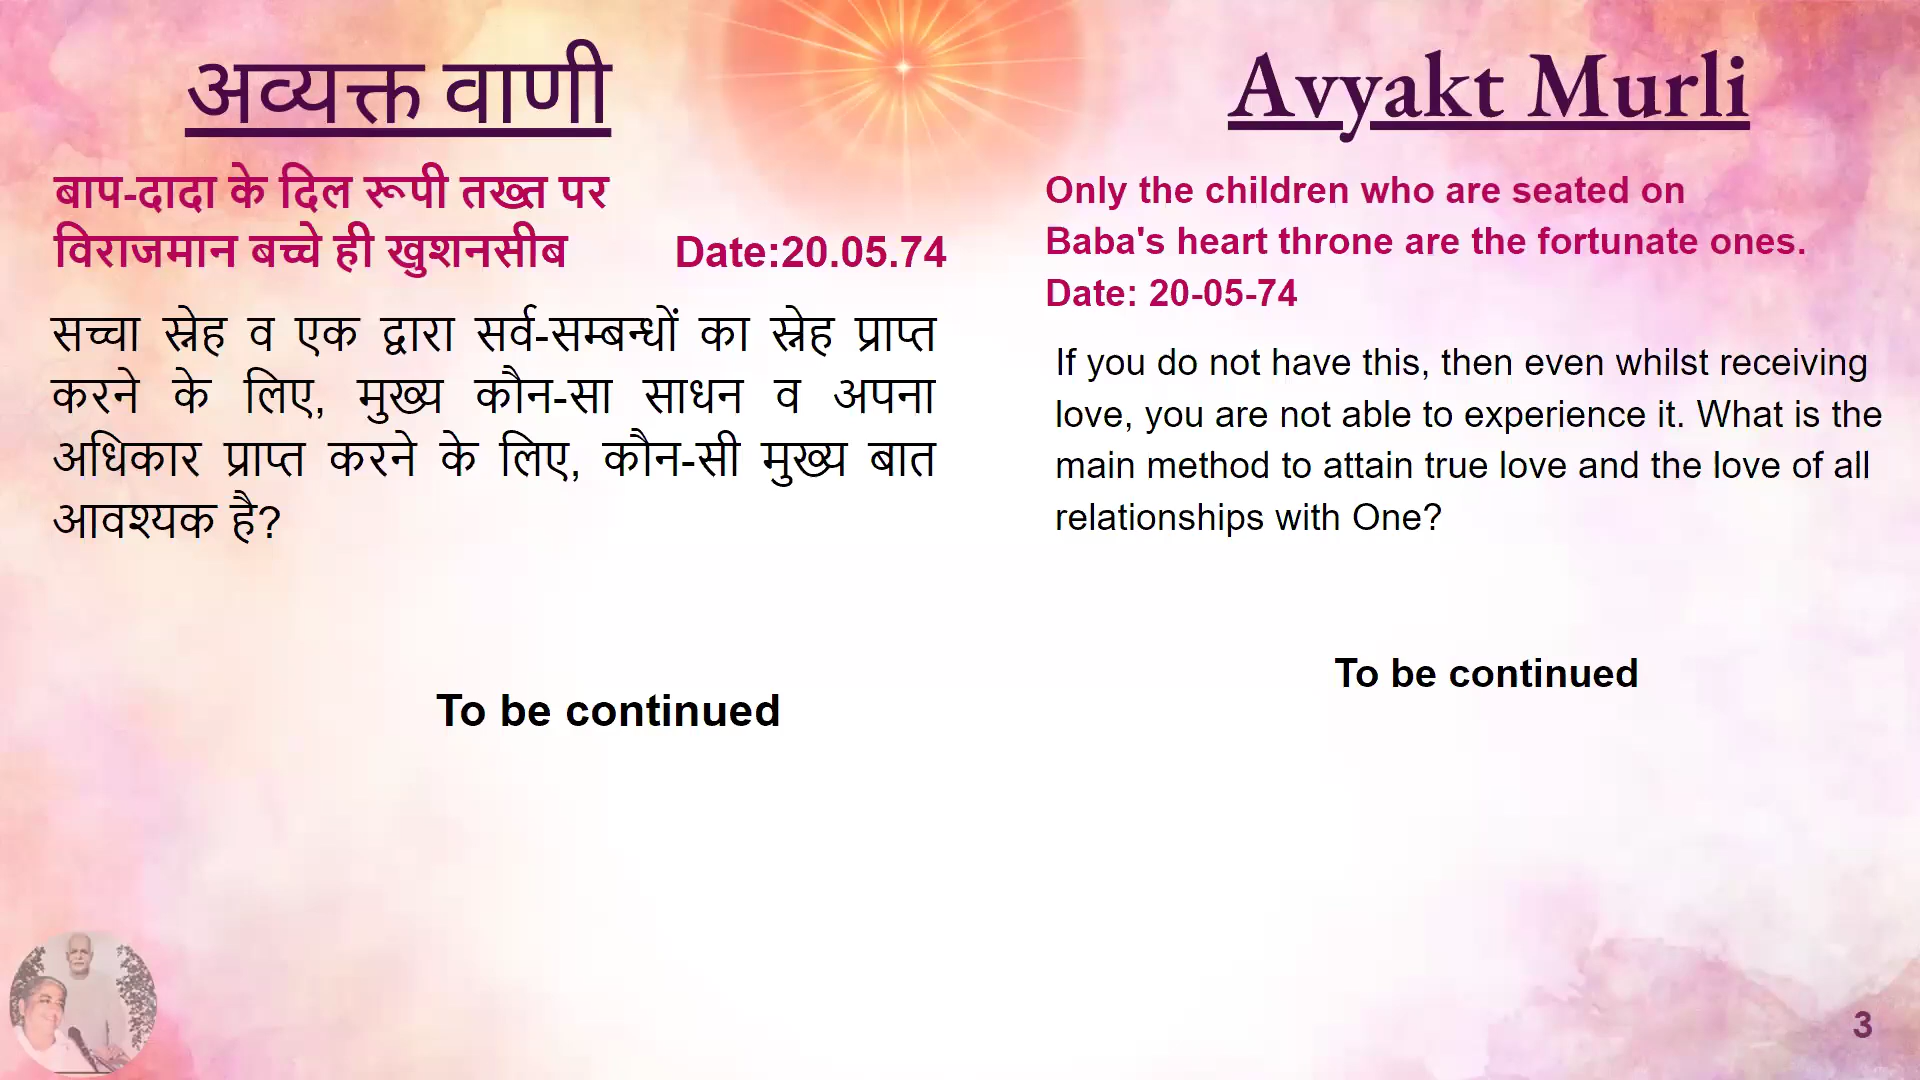 अव्यक्त वाणी
बाप-दादा के दिल रूपी तख्त पर
विराजमान बच्चे ही खुशनसीब Date:20.05.74
सच्चा स्नेह व एक द्वारा सर्व-सम्बन्धों का स्नेह प्राप्त
करने के लिए, मुख्य कौन-सा साधन व अपना
अधिकार प्राप्त करने के लिए, कौन-सी मुख्य बात
आवश्यक है?
To be continued
Avyakt Murli
Only the children who are seated on
Baba's heart throne are the fortunate ones.
Date: 20-05-74
If you do not have this, then even whilst receiving
love, you are not able to experience it. What is the
main method to attain true love and the love of all
relationships with One?
To be continued
3